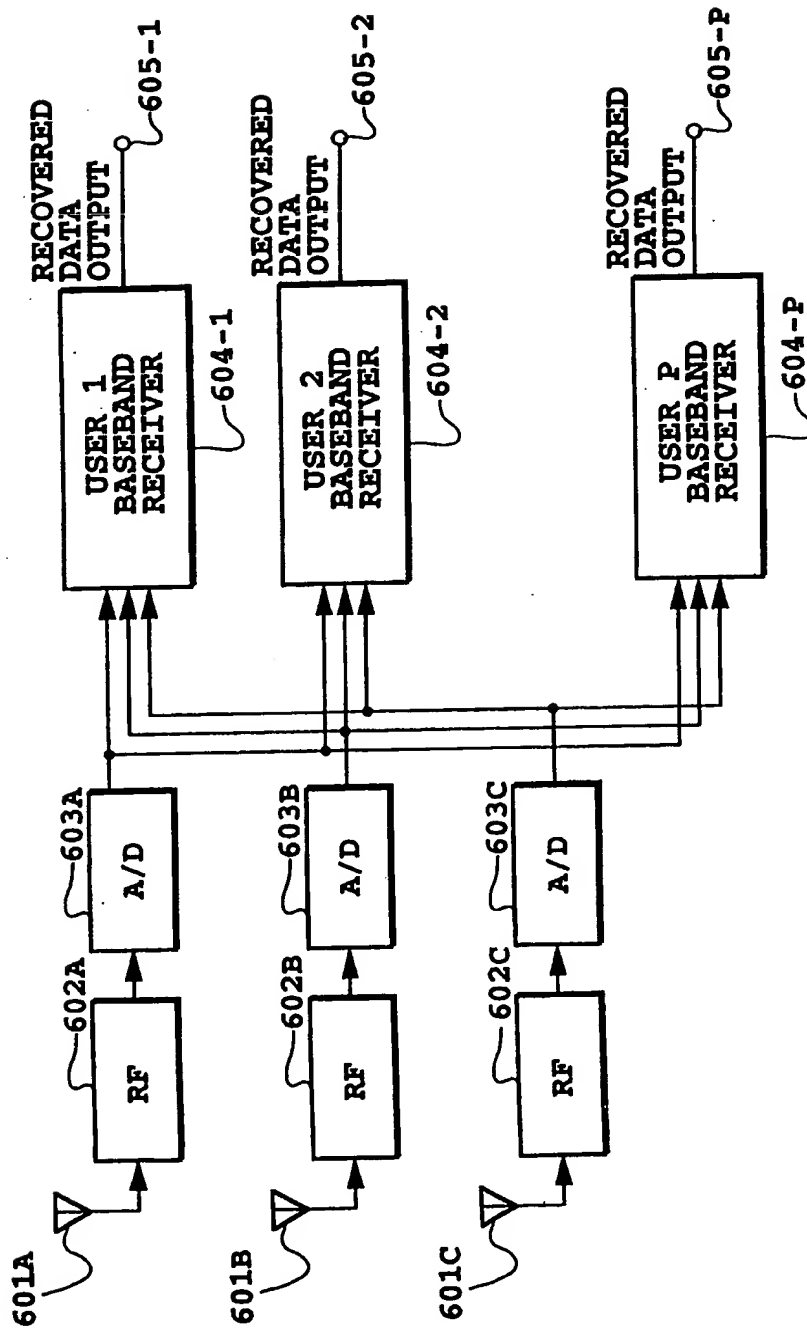 601A
602A
RF
603A
A/D
USER 1
BASEBAND
RECEIVER
604-1
RECOVERED
DATA
OUTPUT
605-1
601B
602B
RF
603B
A/D
USER 2
BASEBAND
RECEIVER
604-2
RECOVERED
DATA
OUTPUT
605-2
601C
602C
RF
603C
A/D
USER P
BASEBAND
RECEIVER
604-P
RECOVERED
DATA
OUTPUT
605-P